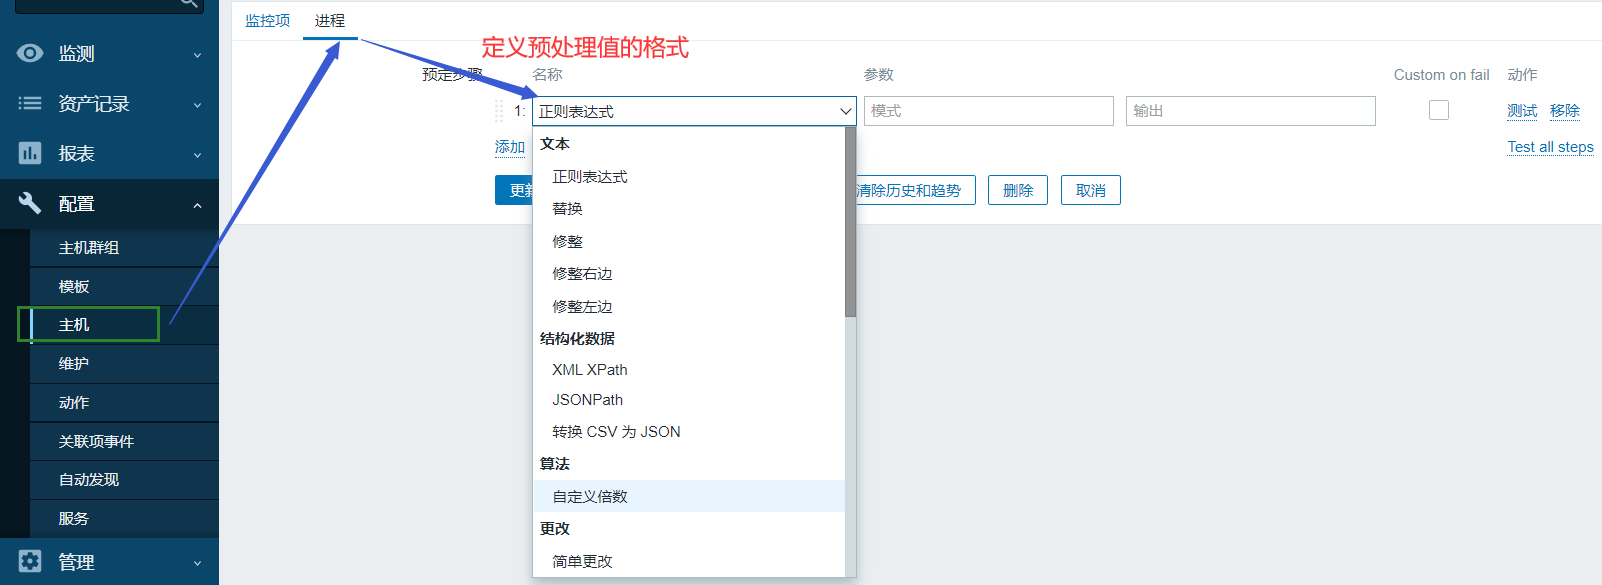 监测
资产记录
报表
配置
主机群组
模板
主机
维护
动作
关联项事件
自动发现
服务
管理
监控项
进程
定义预处理值的格式
预定步骤
名称
参数
Custom on fail
动作
1:
正则表达式
模式
输出
测试
移除
添加
Test all steps
清除历史和趋势
删除
取消
文本
正则表达式
替换
修整
修整右边
修整左边
结构化数据
XML XPath
JSONPath
转换 CSV 为 JSON
算法
自定义倍数
更改
简单更改